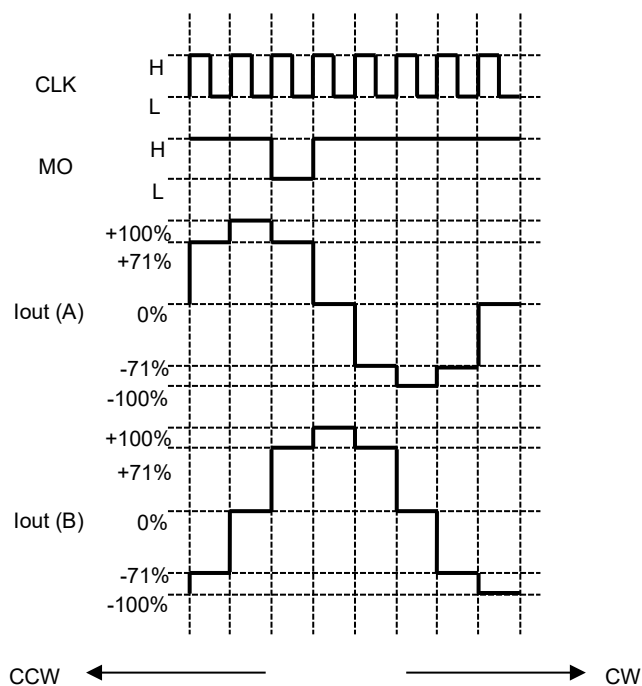 CLK
H
L
MO
H
L
Iout (A)
+100%
+71%
0%
-71%
-100%
Iout (B)
+100%
+71%
0%
-71%
-100%
CCW
CW